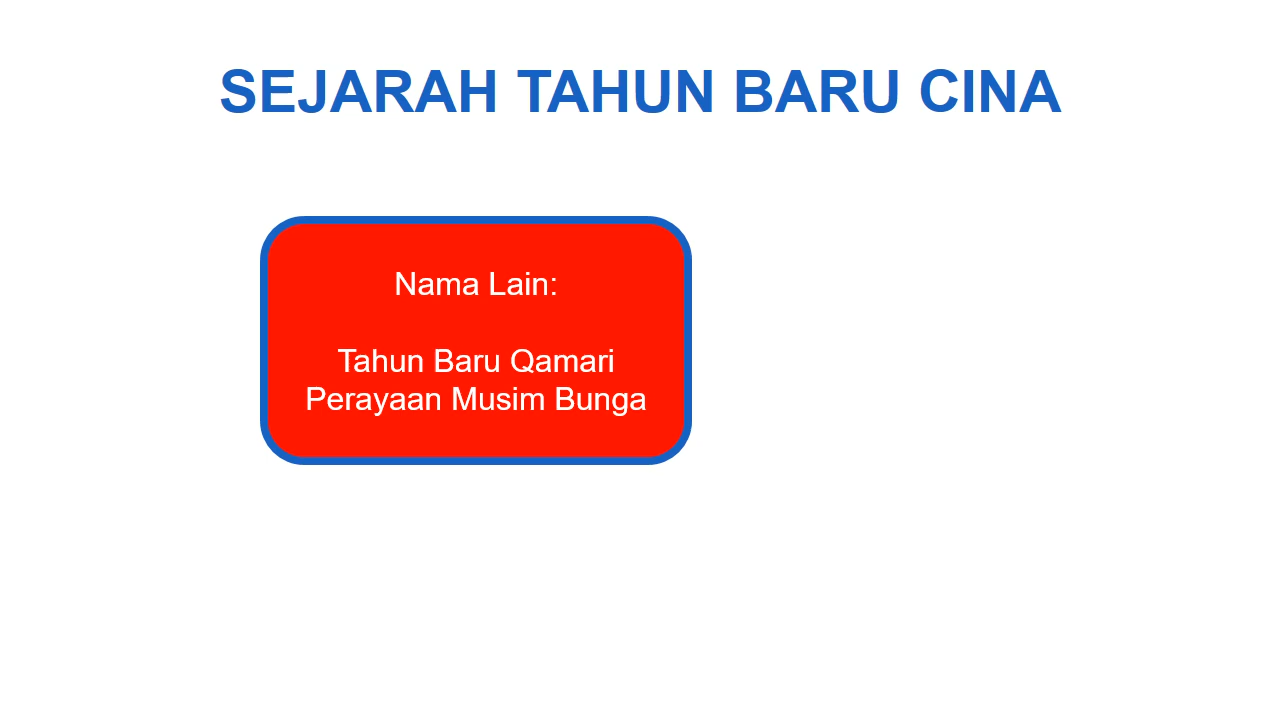 SEJARAH TAHUN BARU CINA
Nama Lain:
Tahun Baru Qamari
Perayaan Musim Bunga